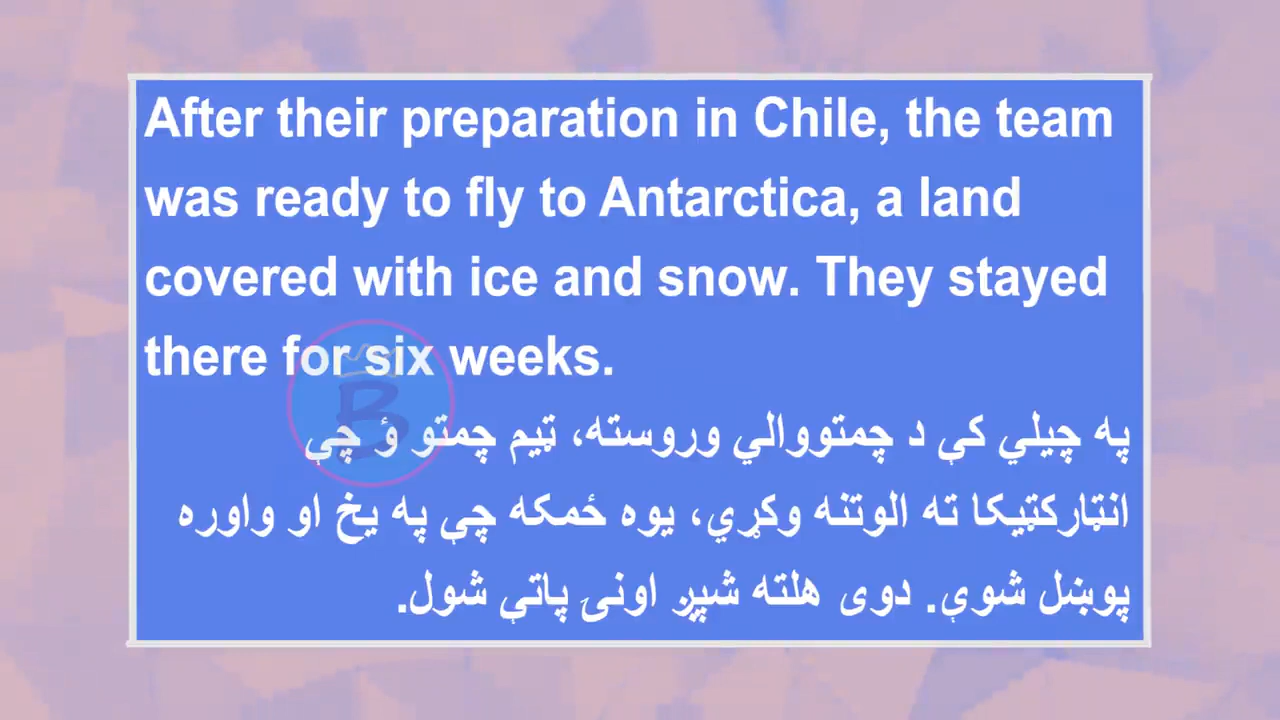 After their preparation in Chile, the team
was ready to fly to Antarctica, a land
covered with ice and snow. They stayed
there for six weeks.
په چیلي کې د چمتووالي وروسته، ټیم چمتو ؤ چې
انټارکټیکا ته الوتنه وکړي، یوه ځمکه چې په یخ او واوره
پوښل شوې. دوی هلته شپږ اونۍ پاتې شول.
B